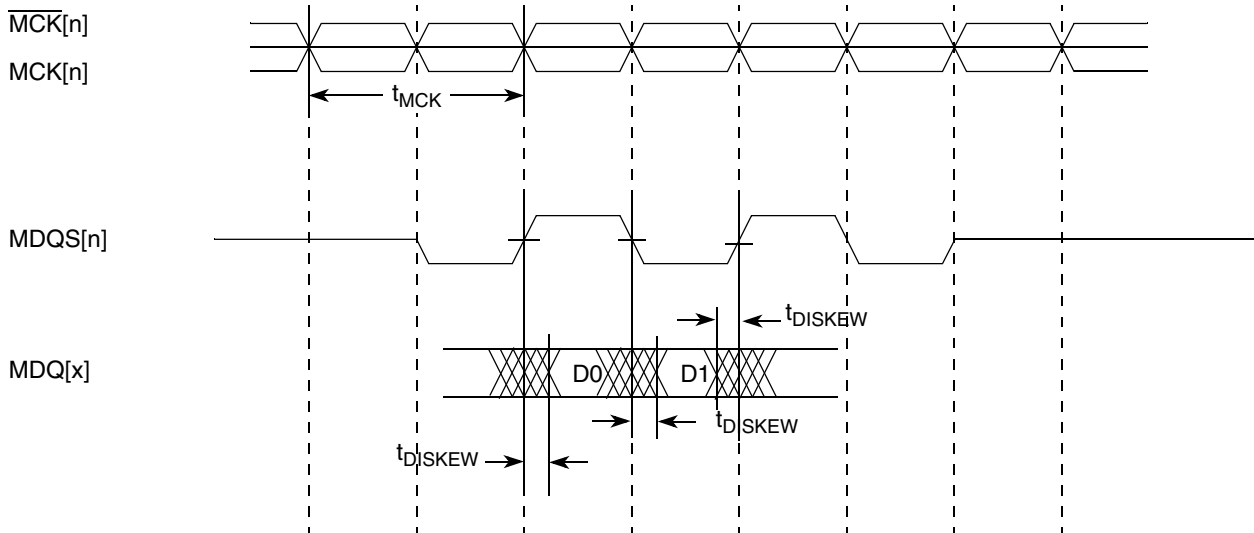 MCK[n]
MCK[n]
tMCK
MDQS[n]
tDISKEW
MDQ[x]
D0
D1
tDISKEW
tDISKEW